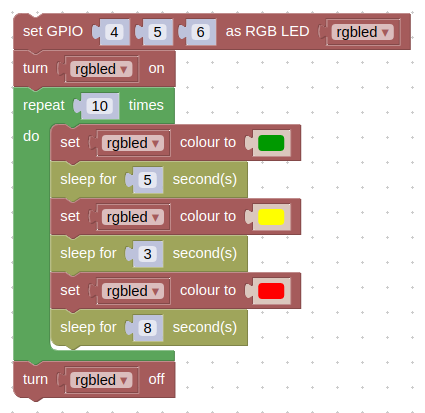 set GPIO 4 5 6 as RGB LED rgbled
turn rgbled on
repeat 10 times
do set rgbled colour to
sleep for 5 second(s)
set rgbled colour to
sleep for 3 second(s)
set rgbled colour to
sleep for 8 second(s)
turn rgbled off